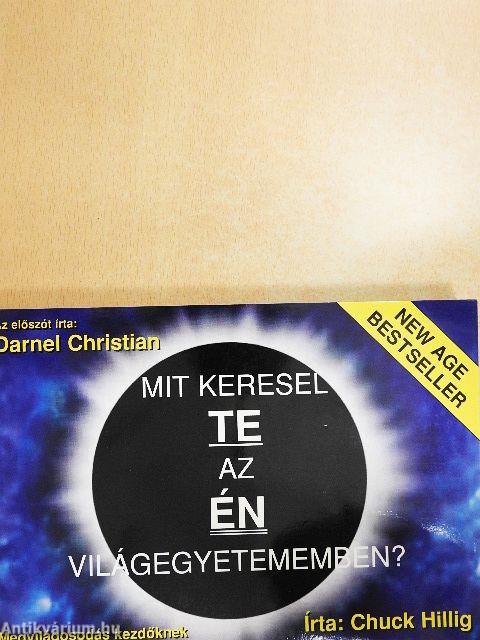 Az előszót írta:
Darnel Christian
NEW AGE
BESTSELLER
MIT KERESEL
TE
AZ
ÉN
VILÁGEGYETEMEMBEN?
Megvilágosodás kezdőknek
Írta: Chuck Hillig
Antikvárium.hu